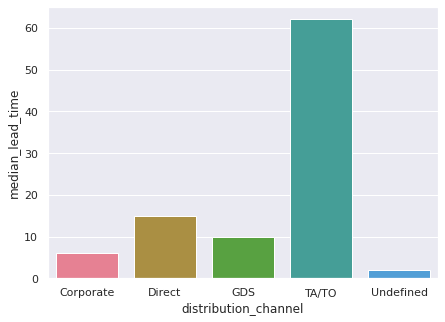 60
50
40
30
20
10
0
median_lead_time
Corporate Direct GDS TA/TO Undefined
distribution_channel